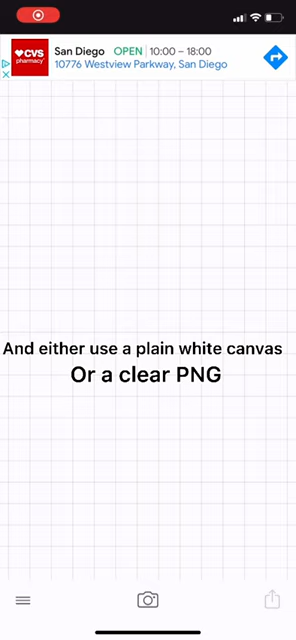 CVS
pharmacy
San Diego OPEN 10:00 – 18:00
10776 Westview Parkway, San Diego
And either use a plain white canvas
Or a clear PNG